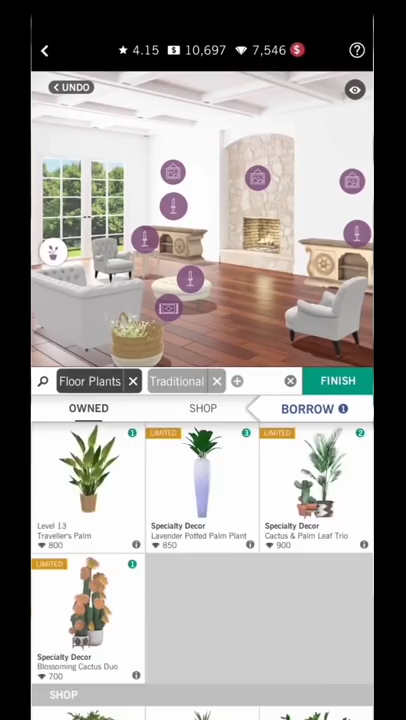 4.15 $ 10,697 7,546 $ ?
UNDO
Floor Plants Traditional FINISH
OWNED SHOP BORROW 1
1
LIMITED 3
LIMITED 2
Level 13
Traveller's Palm
800
Specialty Decor
Lavender Potted Palm Plant
850
Specialty Decor
Cactus & Palm Leaf Trio
900
LIMITED 1
Specialty Decor
Blossoming Cactus Duo
700
SHOP